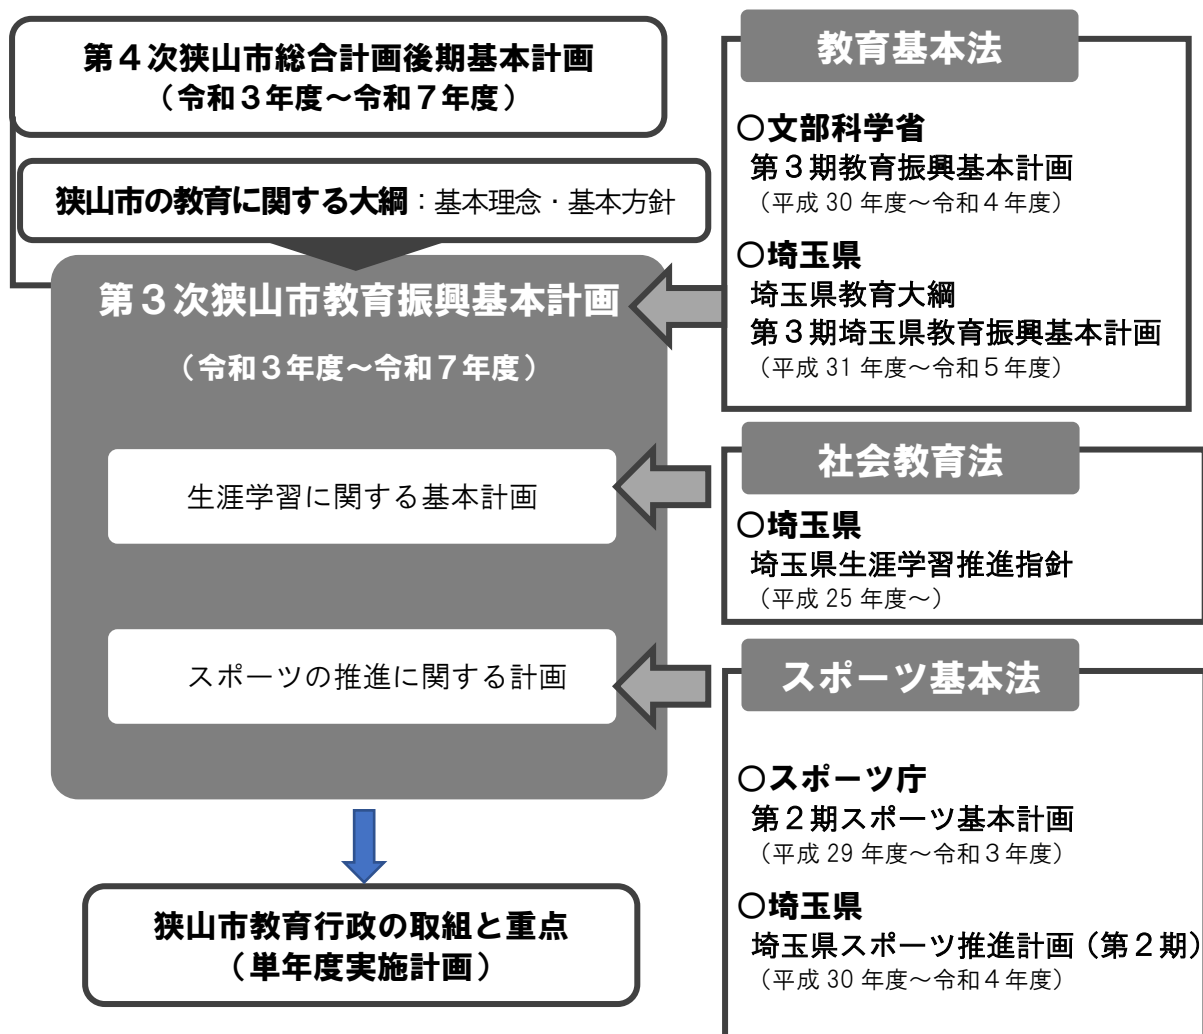 第４次狭山市総合計画後期基本計画
（令和３年度～令和７年度）
狭山市の教育に関する大綱：基本理念・基本方針
第３次狭山市教育振興基本計画
（令和３年度～令和７年度）
生涯学習に関する基本計画
スポーツの推進に関する計画
狭山市教育行政の取組と重点
（単年度実施計画）
教育基本法
○文部科学省
第３期教育振興基本計画
（平成 30 年度～令和４年度）
○埼玉県
埼玉県教育大綱
第３期埼玉県教育振興基本計画
（平成 31 年度～令和５年度）
社会教育法
○埼玉県
埼玉県生涯学習推進指針
（平成 25 年度～）
スポーツ基本法
○スポーツ庁
第２期スポーツ基本計画
（平成 29 年度～令和３年度）
○埼玉県
埼玉県スポーツ推進計画（第２期）
（平成 30 年度～令和４年度）